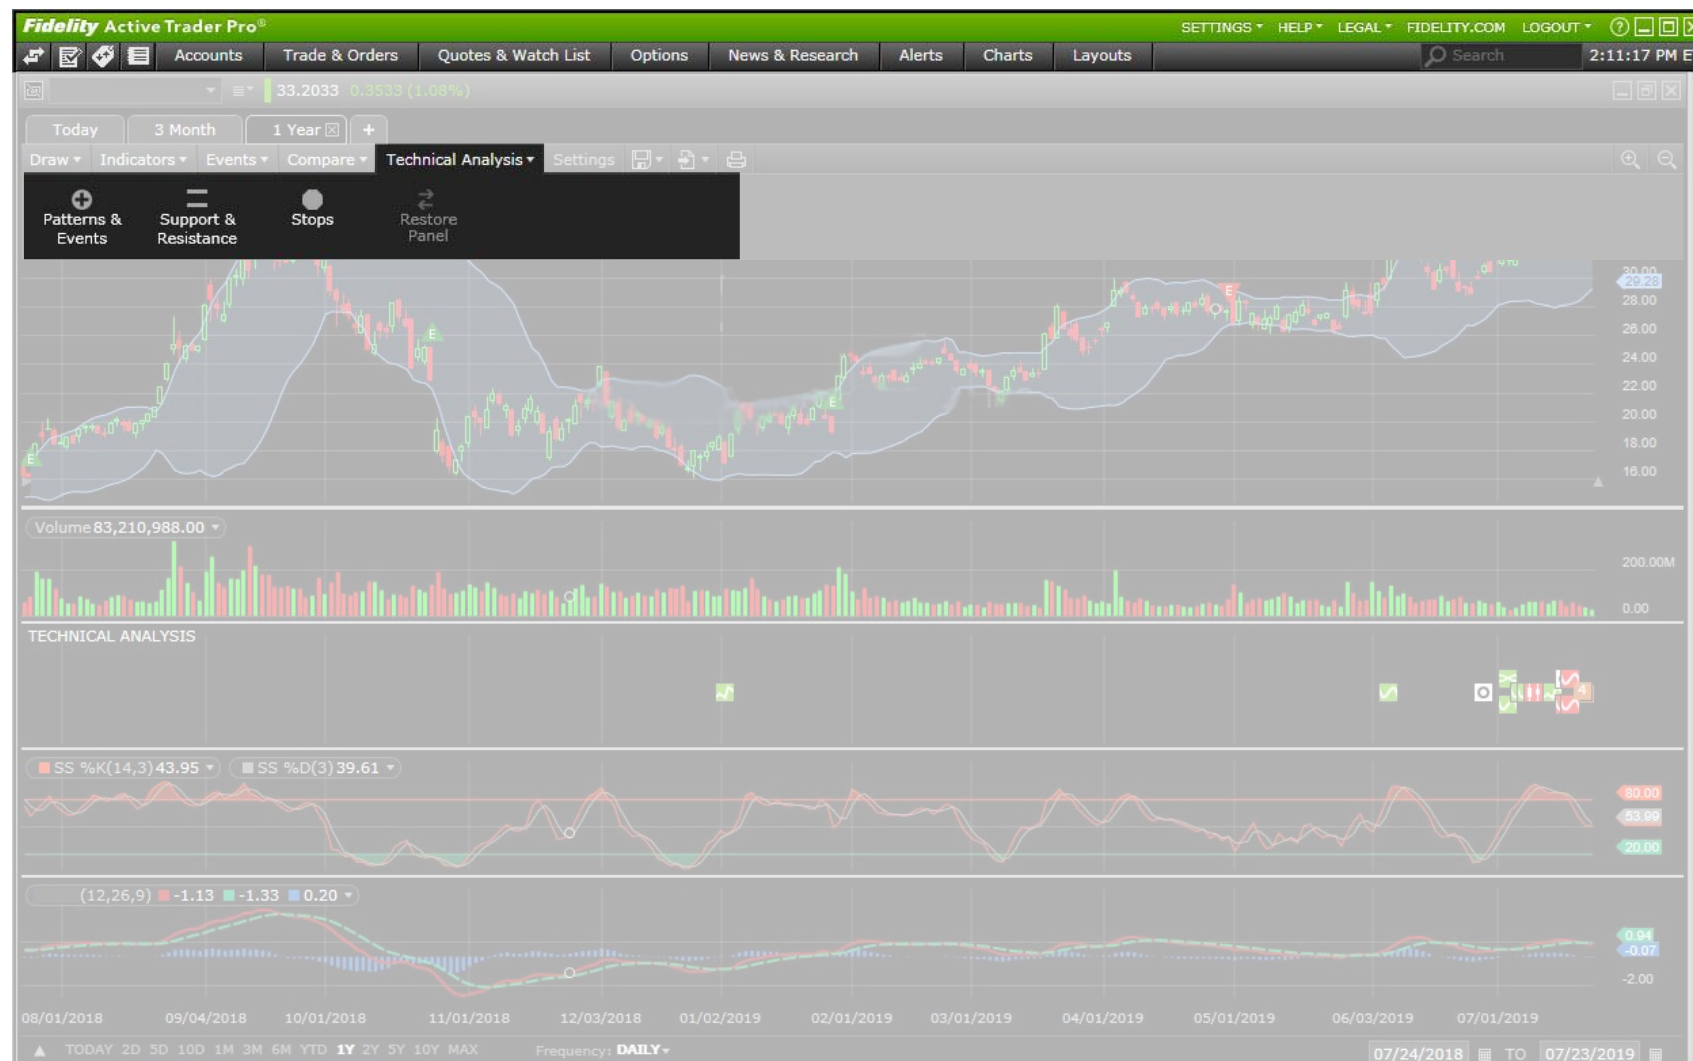 Fidelity Active Trader Pro® SETTINGS HELP LEGAL FIDELITY.COM LOGOUT ?
Accounts Trade & Orders Quotes & Watch List Options News & Research Alerts Charts Layouts Search 2:11:17 PM E
33.2033 0.3533 (1.08%)
Today 3 Month 1 Year +
Draw Indicators Events Compare Technical Analysis Settings
Patterns & Events
Support & Resistance
Stops
Restore Panel
30.00
29.28
28.00
E
26.00
E
24.00
22.00
E
20.00
18.00
E
16.00
Volume 83,210,988.00
200.00M
0.00
TECHNICAL ANALYSIS
4
SS %K(14,3) 43.95 SS %D(3) 39.61
80.00
53.99
20.00
(12,26,9) -1.13 -1.33 0.20
0.94
-0.07
-2.00
08/01/2018 09/04/2018 10/01/2018 11/01/2018 12/03/2018 01/02/2019 02/01/2019 03/01/2019 04/01/2019 05/01/2019 06/03/2019 07/01/2019
TODAY 2D 5D 10D 1M 3M 6M YTD 1Y 2Y 5Y 10Y MAX Frequency: DAILY 07/24/2018 TO 07/23/2019